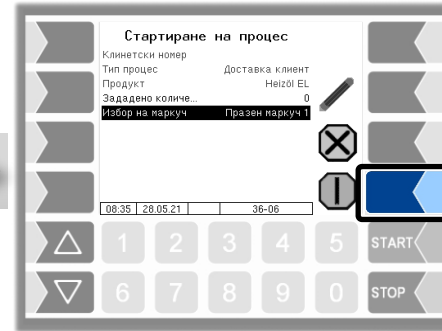 Стартиране на процес
Клинетски номер
Тип процес Доставка клиент
Продукт Heizöl EL
Зададено количе... 0
Избор на маркуч Празен маркуч 1
08:35 28.05.21 36-06
1 2 3 4 5 START
6 7 8 9 0 STOP